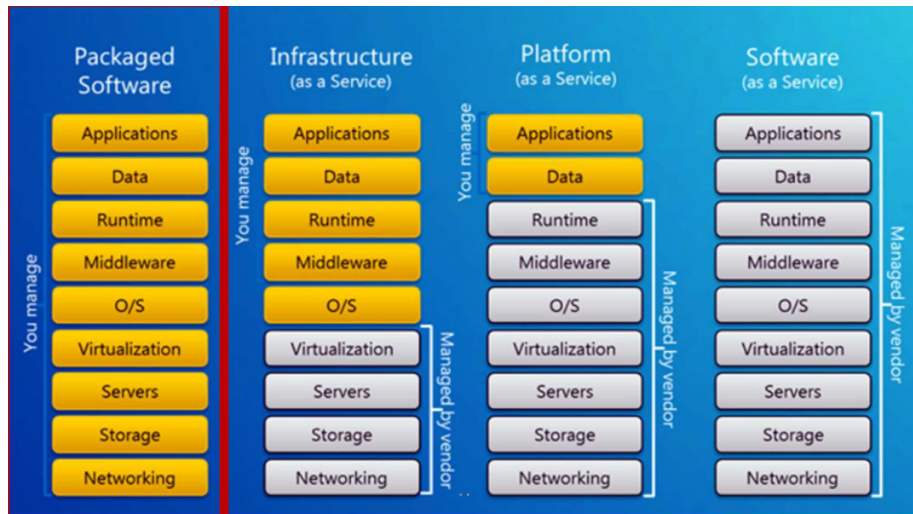 Packaged
Software
You manage
Applications
Data
Runtime
Middleware
O/S
Virtualization
Servers
Storage
Networking
Infrastructure
(as a Service)
You manage
Applications
Data
Runtime
Middleware
O/S
Virtualization
Servers
Storage
Networking
Managed by vendor
Platform
(as a Service)
You manage
Applications
Data
Runtime
Middleware
O/S
Virtualization
Servers
Storage
Networking
Managed by vendor
Software
(as a Service)
Applications
Data
Runtime
Middleware
O/S
Virtualization
Servers
Storage
Networking
Managed by vendor